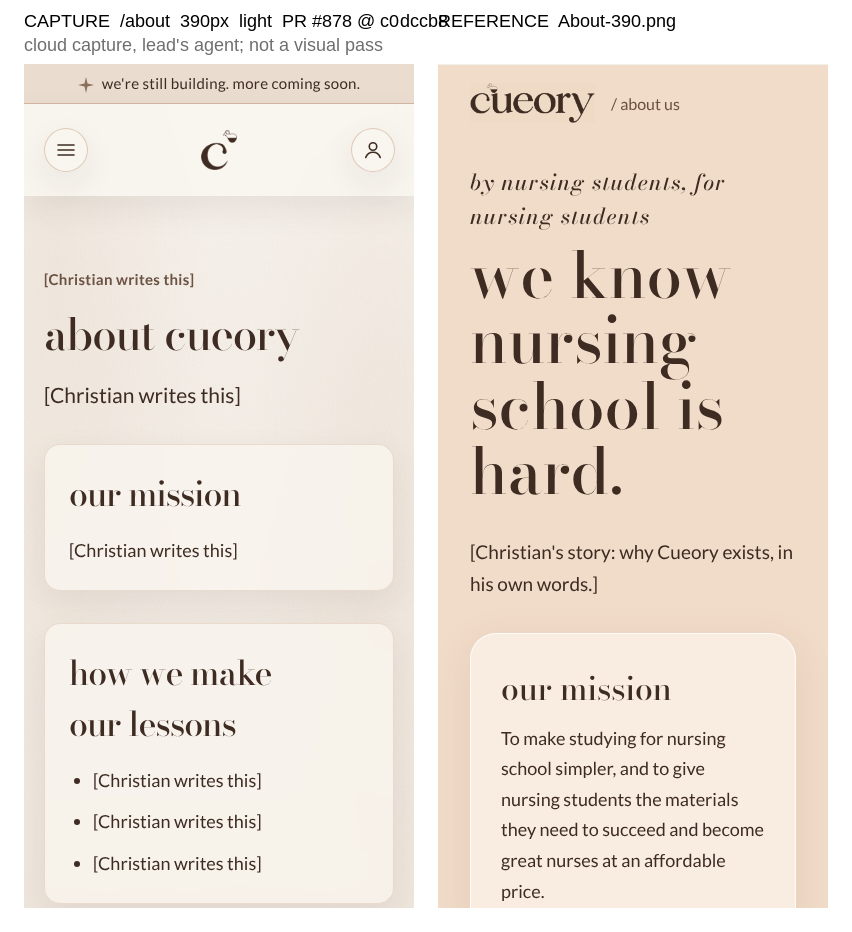 CAPTURE /about 390px light PR #878 @ c0dccb8
cloud capture, lead's agent; not a visual pass
we're still building. more coming soon.
c
[Christian writes this]
about cueory
[Christian writes this]
our mission
[Christian writes this]
how we make
our lessons
• [Christian writes this]
• [Christian writes this]
• [Christian writes this]
REFERENCE About-390.png
cueory / about us
by nursing students, for
nursing students
we know
nursing
school is
hard.
[Christian's story: why Cueory exists, in
his own words.]
our mission
To make studying for nursing
school simpler, and to give
nursing students the materials
they need to succeed and become
great nurses at an affordable
price.